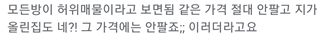 모든방이 허위매물이라고 보면됨 같은 가격 절대 안팔고 지가
올린집도 네?! 그 가격에는 안팔죠;; 이러더라고요